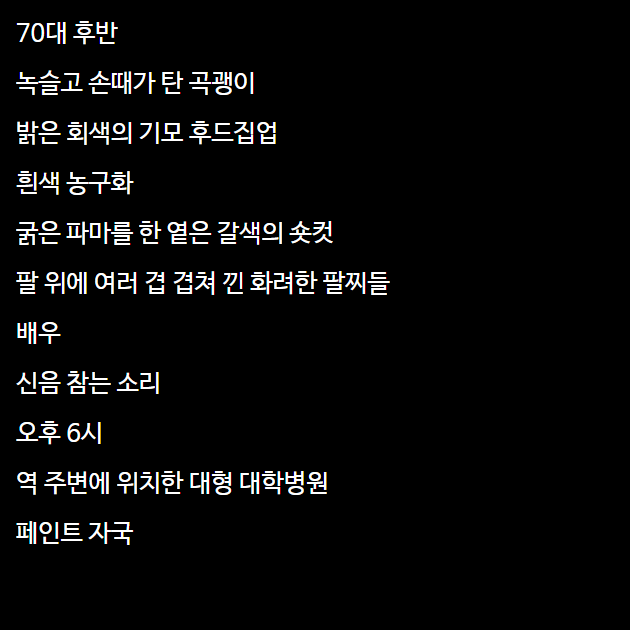 70대 후반
녹슬고 손때가 탄 곡괭이
밝은 회색의 기모 후드집업
흰색 농구화
굵은 파마를 한 옅은 갈색의 숏컷
팔 위에 여러 겹 겹쳐 낀 화려한 팔찌들
배우
신음 참는 소리
오후 6시
역 주변에 위치한 대형 대학병원
페인트 자국